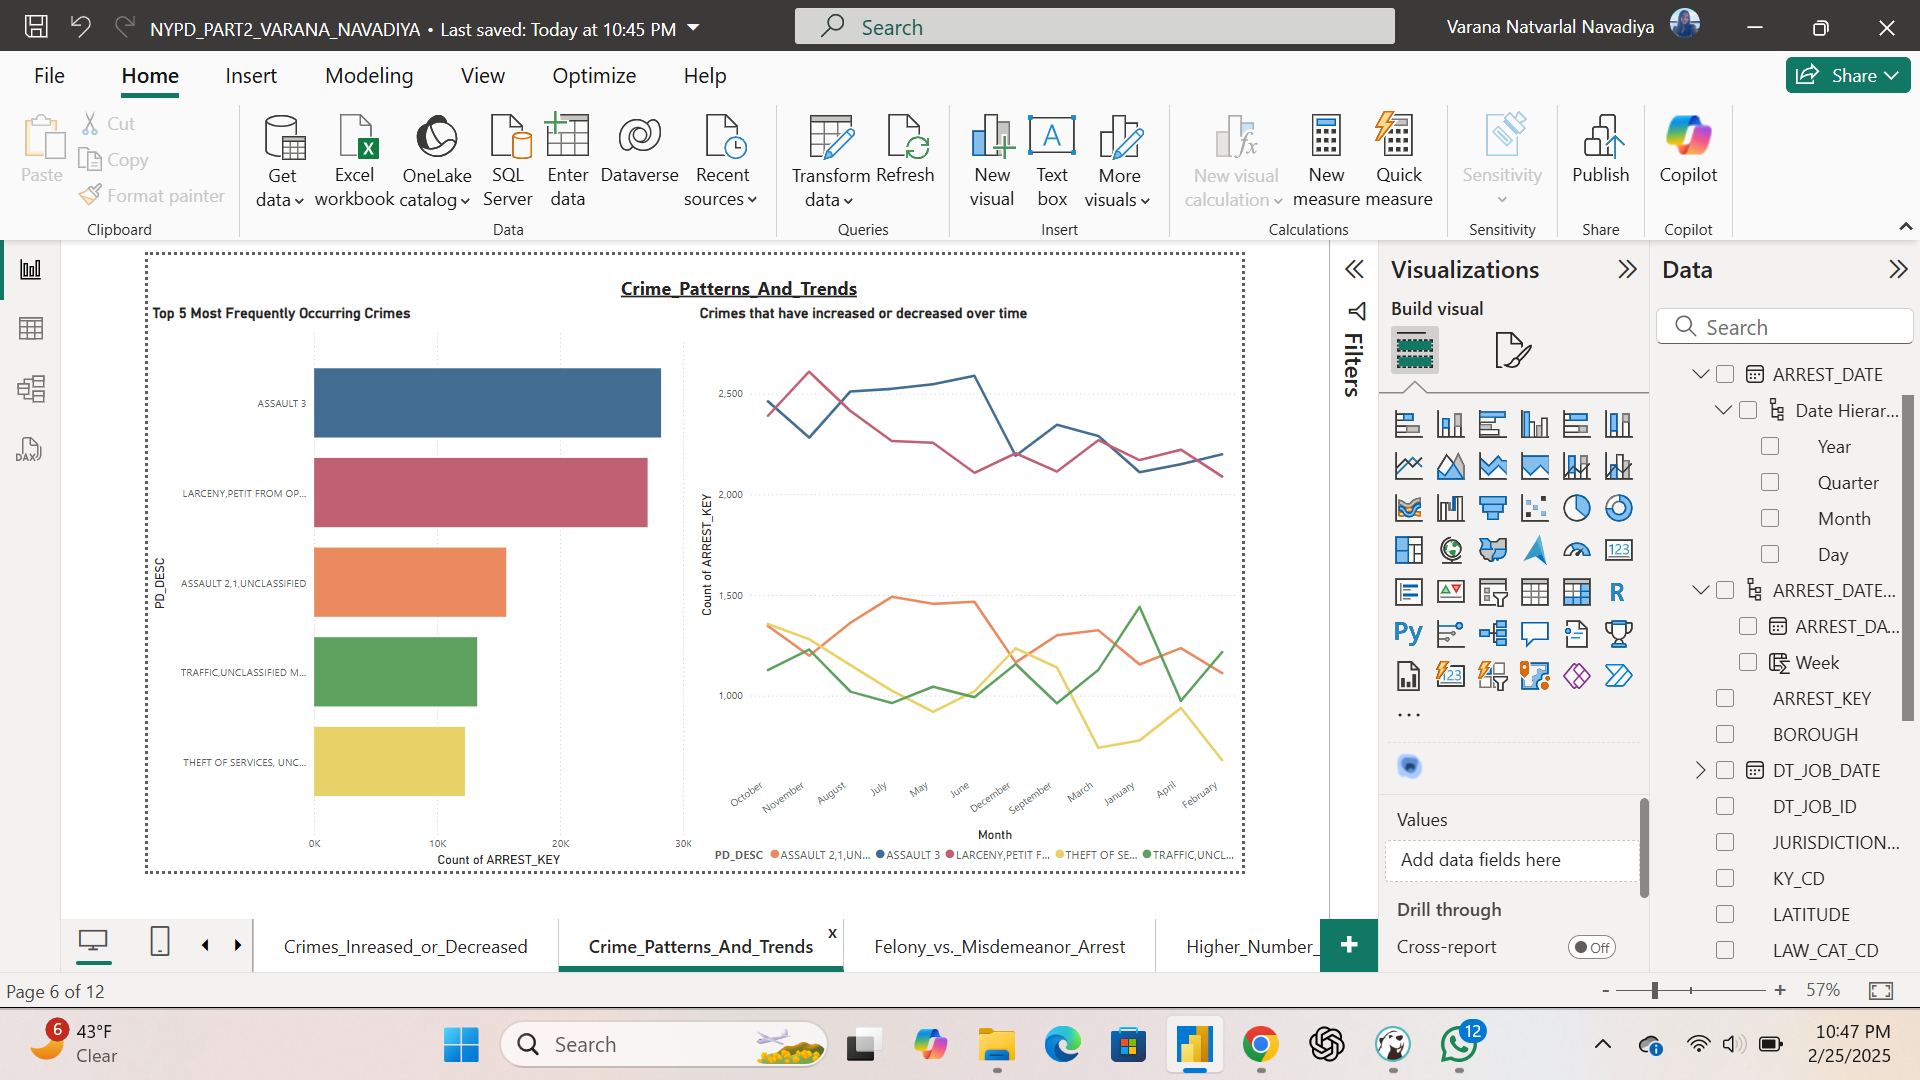 NYPD_PART2_VARANA_NAVADIYA • Last saved: Today at 10:45 PM
Search
Varana Natvarlal Navadiya
File Home Insert Modeling View Optimize Help
Share
Paste
Cut
Copy
Format painter
Clipboard
Get data
Excel workbook
OneLake catalog
SQL Server
Enter data
Dataverse
Recent sources
Data
Transform data
Refresh
Queries
New visual
A
Text box
More visuals
Insert
New visual calculation
New measure
Quick measure
Calculations
Sensitivity
Sensitivity
Publish
Share
Copilot
Copilot
Crime_Patterns_And_Trends
Top 5 Most Frequently Occurring Crimes
PD_DESC
ASSAULT 3
LARCENY,PETIT FROM OP...
ASSAULT 2,1,UNCLASSIFIED
TRAFFIC,UNCLASSIFIED M...
THEFT OF SERVICES, UNC...
0K 10K 20K 30K
Count of ARREST_KEY
Crimes that have increased or decreased over time
Count of ARREST_KEY
2,500
2,000
1,500
1,000
October November August July May June December September March January April February
Month
PD_DESC ASSAULT 2,1,UN... ASSAULT 3 LARCENY,PETIT F... THEFT OF SE... TRAFFIC,UNCL...
Filters
Visualizations
Build visual
123
R
Py
123
...
Values
Add data fields here
Drill through
Cross-report
Off
Data
Search
ARREST_DATE
Date Hierar...
Year
Quarter
Month
Day
ARREST_DATE...
ARREST_DA...
Week
ARREST_KEY
BOROUGH
DT_JOB_DATE
DT_JOB_ID
JURISDICTION...
KY_CD
LATITUDE
LAW_CAT_CD
DAX
Crimes_Inreased_or_Decreased
Crime_Patterns_And_Trends
x
Felony_vs._Misdemeanor_Arrest
Higher_Number_
+
Page 6 of 12
- + 57%
6
43°F
Clear
Search
12
10:47 PM
2/25/2025